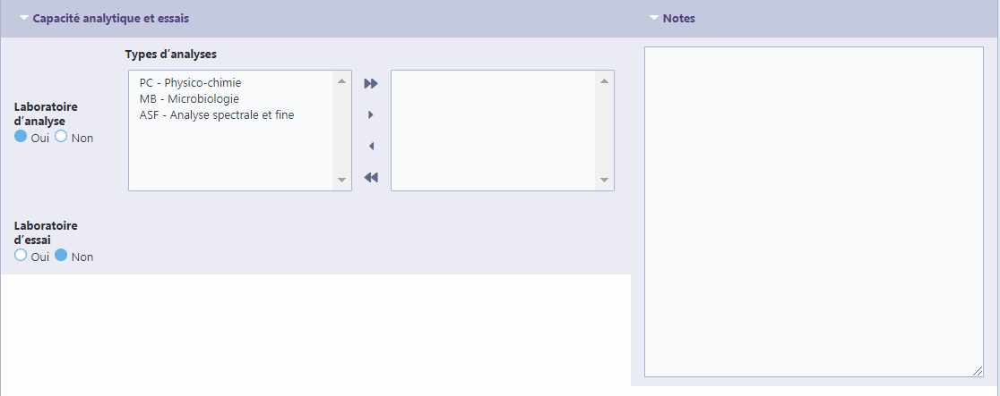 Capacité analytique et essais
Notes
Types d’analyses
PC - Physico-chimie
MB - Microbiologie
ASF - Analyse spectrale et fine
Laboratoire
d’analyse
Oui Non
Laboratoire
d’essai
Oui Non